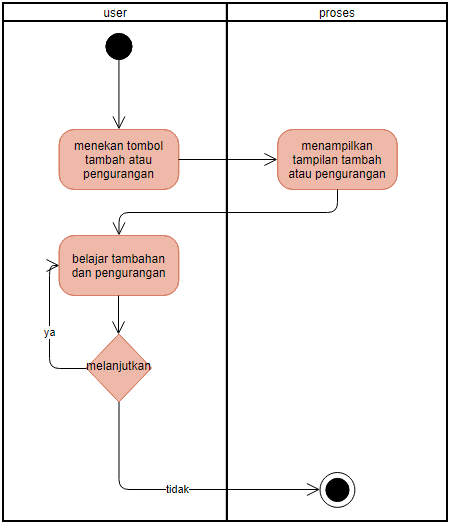 user
proses
menekan tombol
tambah atau
pengurangan
menampilkan
tampilan tambah
atau pengurangan
belajar tambahan
dan pengurangan
ya
melanjutkan
tidak